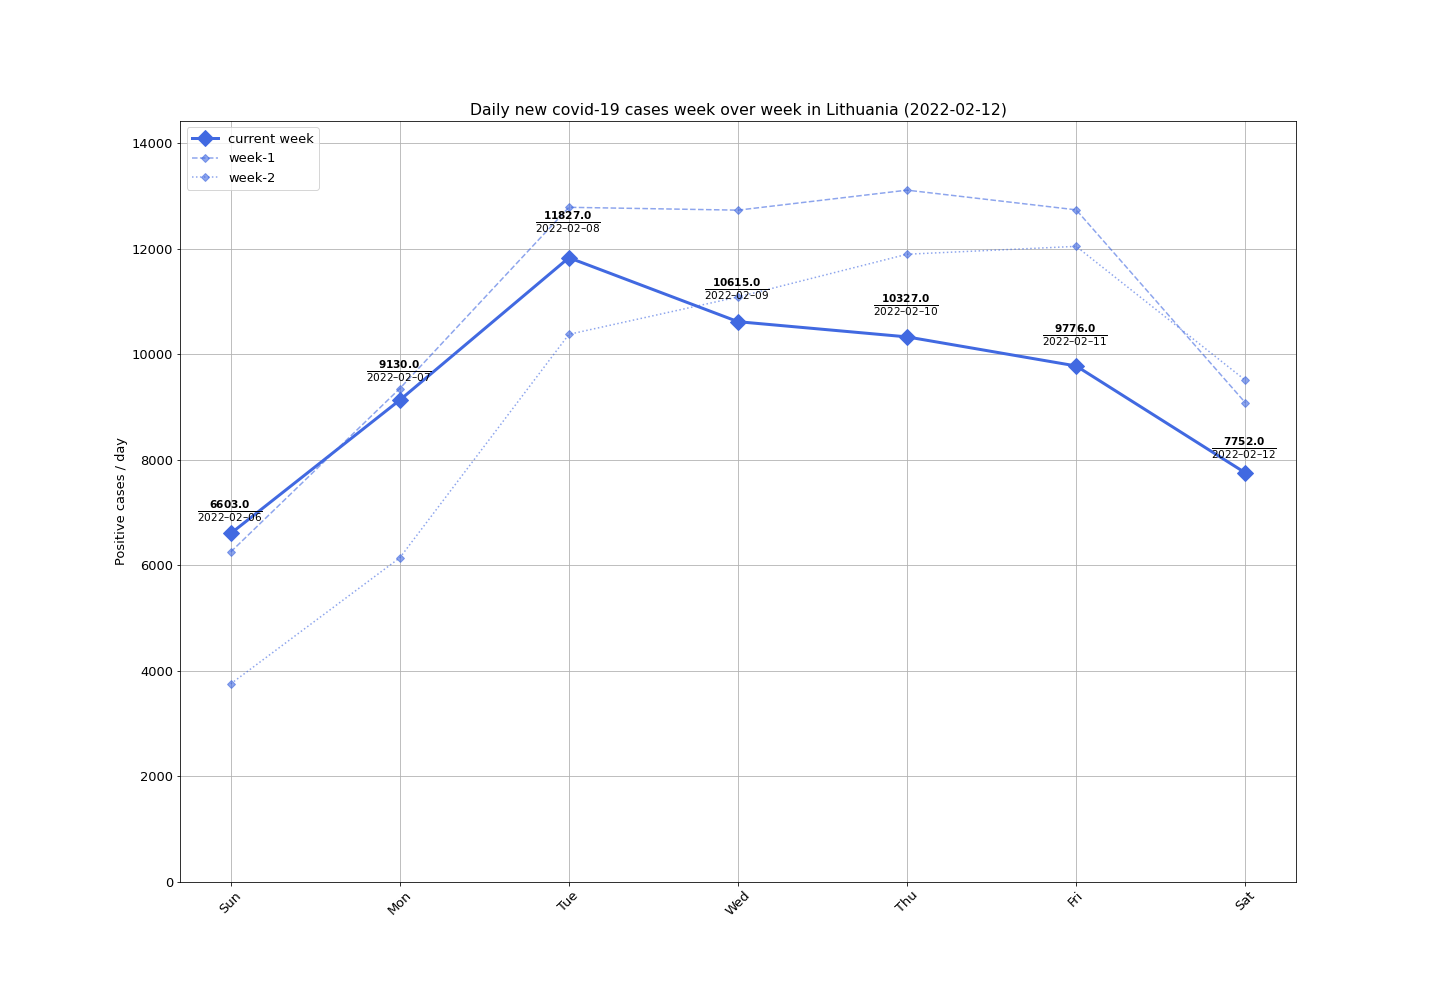 Daily new covid-19 cases week over week in Lithuania (2022-02-12)
current week
week-1
week-2
14000
12000
10000
8000
6000
4000
2000
0
Positive cases / day
6603.0
2022-02-06
9130.0
2022-02-07
11827.0
2022-02-08
10615.0
2022-02-09
10327.0
2022-02-10
9776.0
2022-02-11
7752.0
2022-02-12
Sun
Mon
Tue
Wed
Thu
Fri
Sat